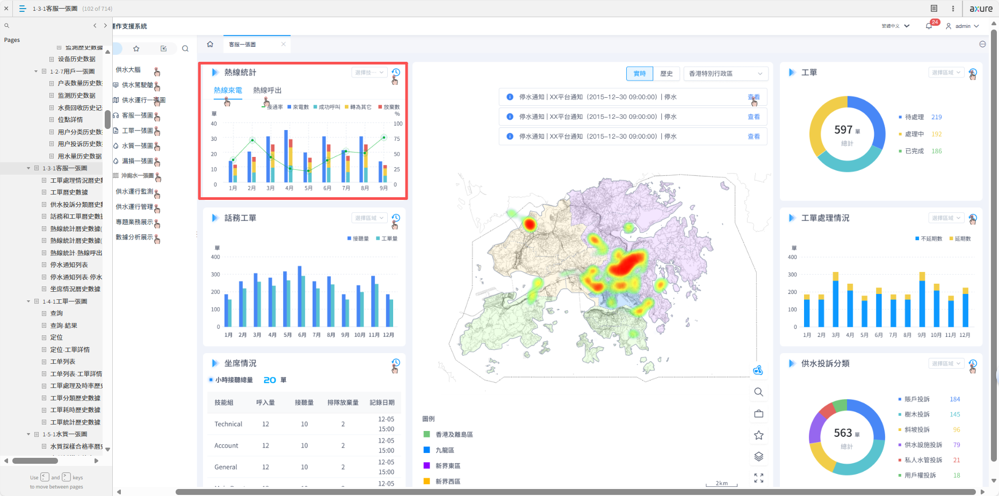 1-3-1客服一張圖 (102 of 714)
axure
Pages
監測歷史數據
设备历史数据
1-2-7用戶一張圖
户表数量历史数
监测历史数据
水费回收历史记
位點詳情
用户分类历史数
用户投诉历史数
用水量历史数据
1-3-1客服一張圖
工單處理情況歷史
工單曆史數據
供水投訴分類曆史
話務和工單曆史數據
熱線統計曆史數據(
熱線統計曆史數據(
熱線統計-熱線呼出
停水通知列表
停水通知列表-停水
坐席情況曆史數據
1-4-1工單一張圖
查詢
查詢-結果
定位
定位-工單詳情
工单列表
工单列表-工單詳情
工單處理及時率歷史
工單分類歷史數據
工單耗時歷史數據
工單統計歷史數據
1-5-1水質一張圖
水質採樣合格率曆史
Use < and > keys
to move between pages
運作支援系統
繁體中文
24
admin
供水大腦
供水駕駛艙
供水運行一張圖
客服一張圖
工單一張圖
水質一張圖
漏損一張圖
沖廁水一張圖
供水運行監測
供水運行管理
專題業務展示
數據分析展示
客服一張圖
熱線統計
選擇技…
熱線來電 熱線呼出
接通率 來電數 成功呼叫 轉為其它 放棄數
單 %
40 100
30 75
20 50
10 25
0 0
1月 2月 3月 4月 5月 6月 7月 8月 9月
話務工單
選擇區域
接聽量 工單量
單
400
300
200
100
0
1月 2月 3月 4月 5月 6月 7月 8月 9月 10月 11月 12月
坐席情況
小時接聽總量 20 單
技能組 呼入量 接聽量 排隊放棄量 記錄日期
Technical 12 10 2 12-05 15:00
Account 12 10 2 12-05 15:00
General 12 10 2 12-05 15:00
12-05
實時 歷史 香港特別行政區
停水通知 | XX平台通知（2015-12-30 09:00:00）| 停水 查看
停水通知 | XX平台通知（2015-12-30 09:00:00）| 停水 查看
停水通知 | XX平台通知（2015-12-30 09:00:00）| 停水 查看
圖例
香港及離島區
九龍區
新界東區
新界西區
2km
工單
選擇區域
597 單
總計
待處理 219
處理中 192
已完成 186
工單處理情況
選擇區域
不延期數 延期數
單
400
300
200
100
0
1月 2月 3月 4月 5月 6月 7月 8月 9月 10月 11月 12月
供水投訴分類
選擇區域
563 單
總計
賬戶投訴 184
樹木投訴 145
斜坡投訴 96
供水設施投訴 79
私人水管投訴 21
用戶權投訴 18